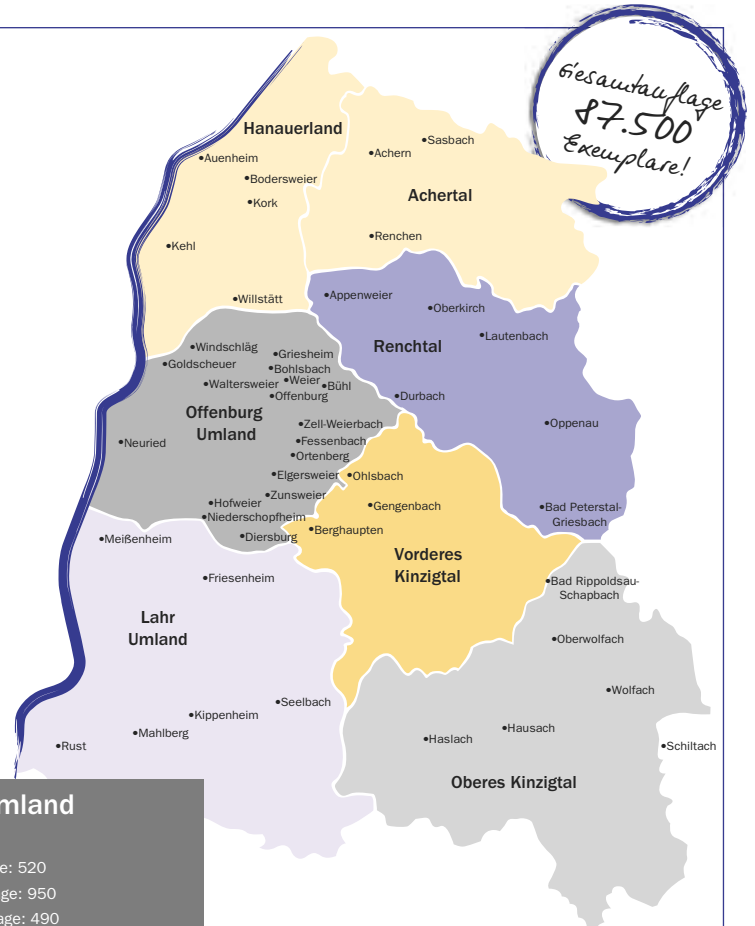 Gesamtauflage
87.500
Exemplare!
Hanauerland
•Auenheim
•Bodersweier
•Kork
•Kehl
•Willstätt
•Sasbach
•Achern
Achertal
•Renchen
•Appenweier
•Oberkirch
•Lautenbach
Renchtal
•Durbach
•Oppenau
•Bad Peterstal-
Griesbach
•Windschläg
•Griesheim
•Goldscheuer
•Bohlsbach
•Weier
•Waltersweier
•Bühl
•Offenburg
Offenburg
Umland
•Zell-Weierbach
•Neuried
•Fessenbach
•Ortenberg
•Elgersweier
•Zunsweier
•Hofweier
•Niederschopfheim
•Diersburg
•Ohlsbach
•Gengenbach
•Berghaupten
Vorderes
Kinzigtal
•Meißenheim
•Friesenheim
Lahr
Umland
•Seelbach
•Kippenheim
•Mahlberg
•Rust
•Bad Rippoldsau-
Schapbach
•Oberwolfach
•Wolfach
•Hausach
•Haslach
•Schiltach
Oberes Kinzigtal
mland
e: 520
ge: 950
age: 490